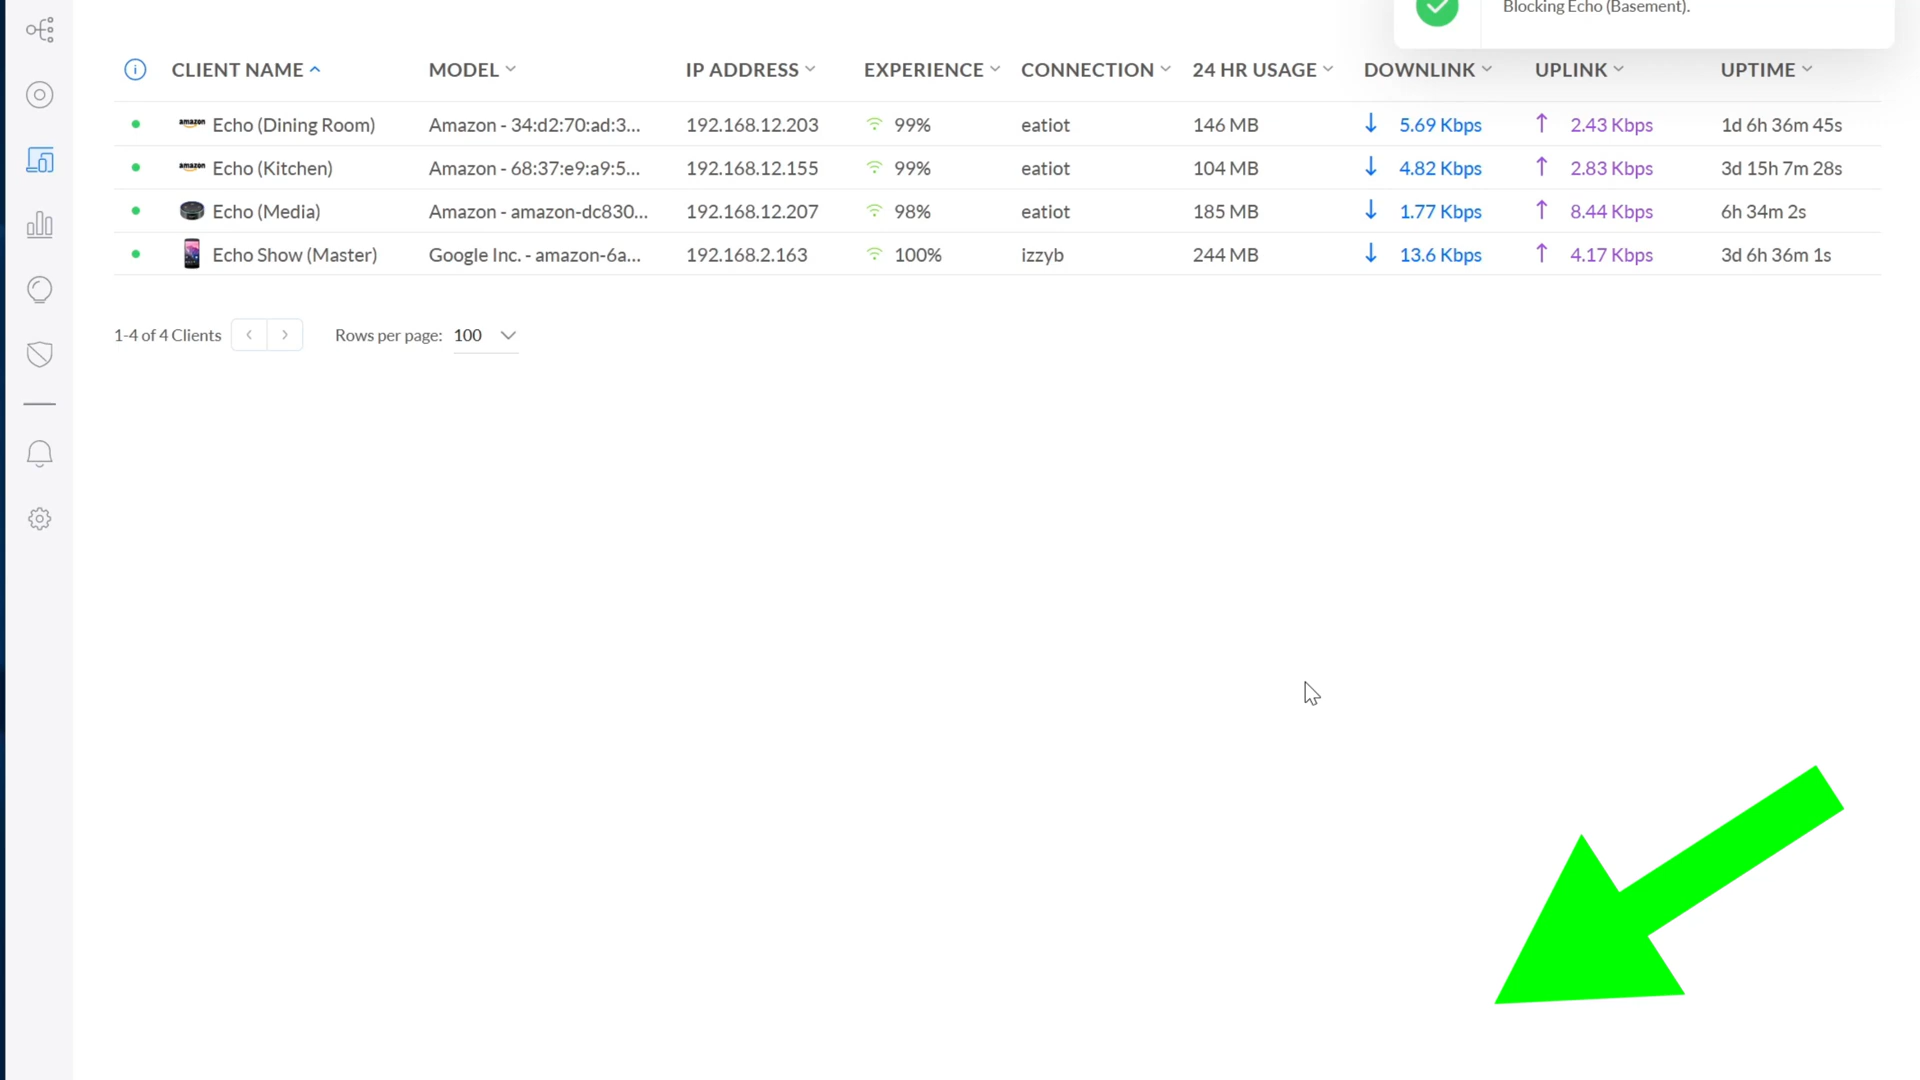 Blocking Echo (Basement).
CLIENT NAME MODEL IP ADDRESS EXPERIENCE CONNECTION 24 HR USAGE DOWNLINK UPLINK UPTIME
amazon Echo (Dining Room) Amazon - 34:d2:70:ad:3... 192.168.12.203 99% eatiot 146 MB 5.69 Kbps 2.43 Kbps 1d 6h 36m 45s
amazon Echo (Kitchen) Amazon - 68:37:e9:a9:5... 192.168.12.155 99% eatiot 104 MB 4.82 Kbps 2.83 Kbps 3d 15h 7m 28s
Echo (Media) Amazon - amazon-dc830... 192.168.12.207 98% eatiot 185 MB 1.77 Kbps 8.44 Kbps 6h 34m 2s
Echo Show (Master) Google Inc. - amazon-6a... 192.168.2.163 100% izzyb 244 MB 13.6 Kbps 4.17 Kbps 3d 6h 36m 1s
1-4 of 4 Clients Rows per page: 100